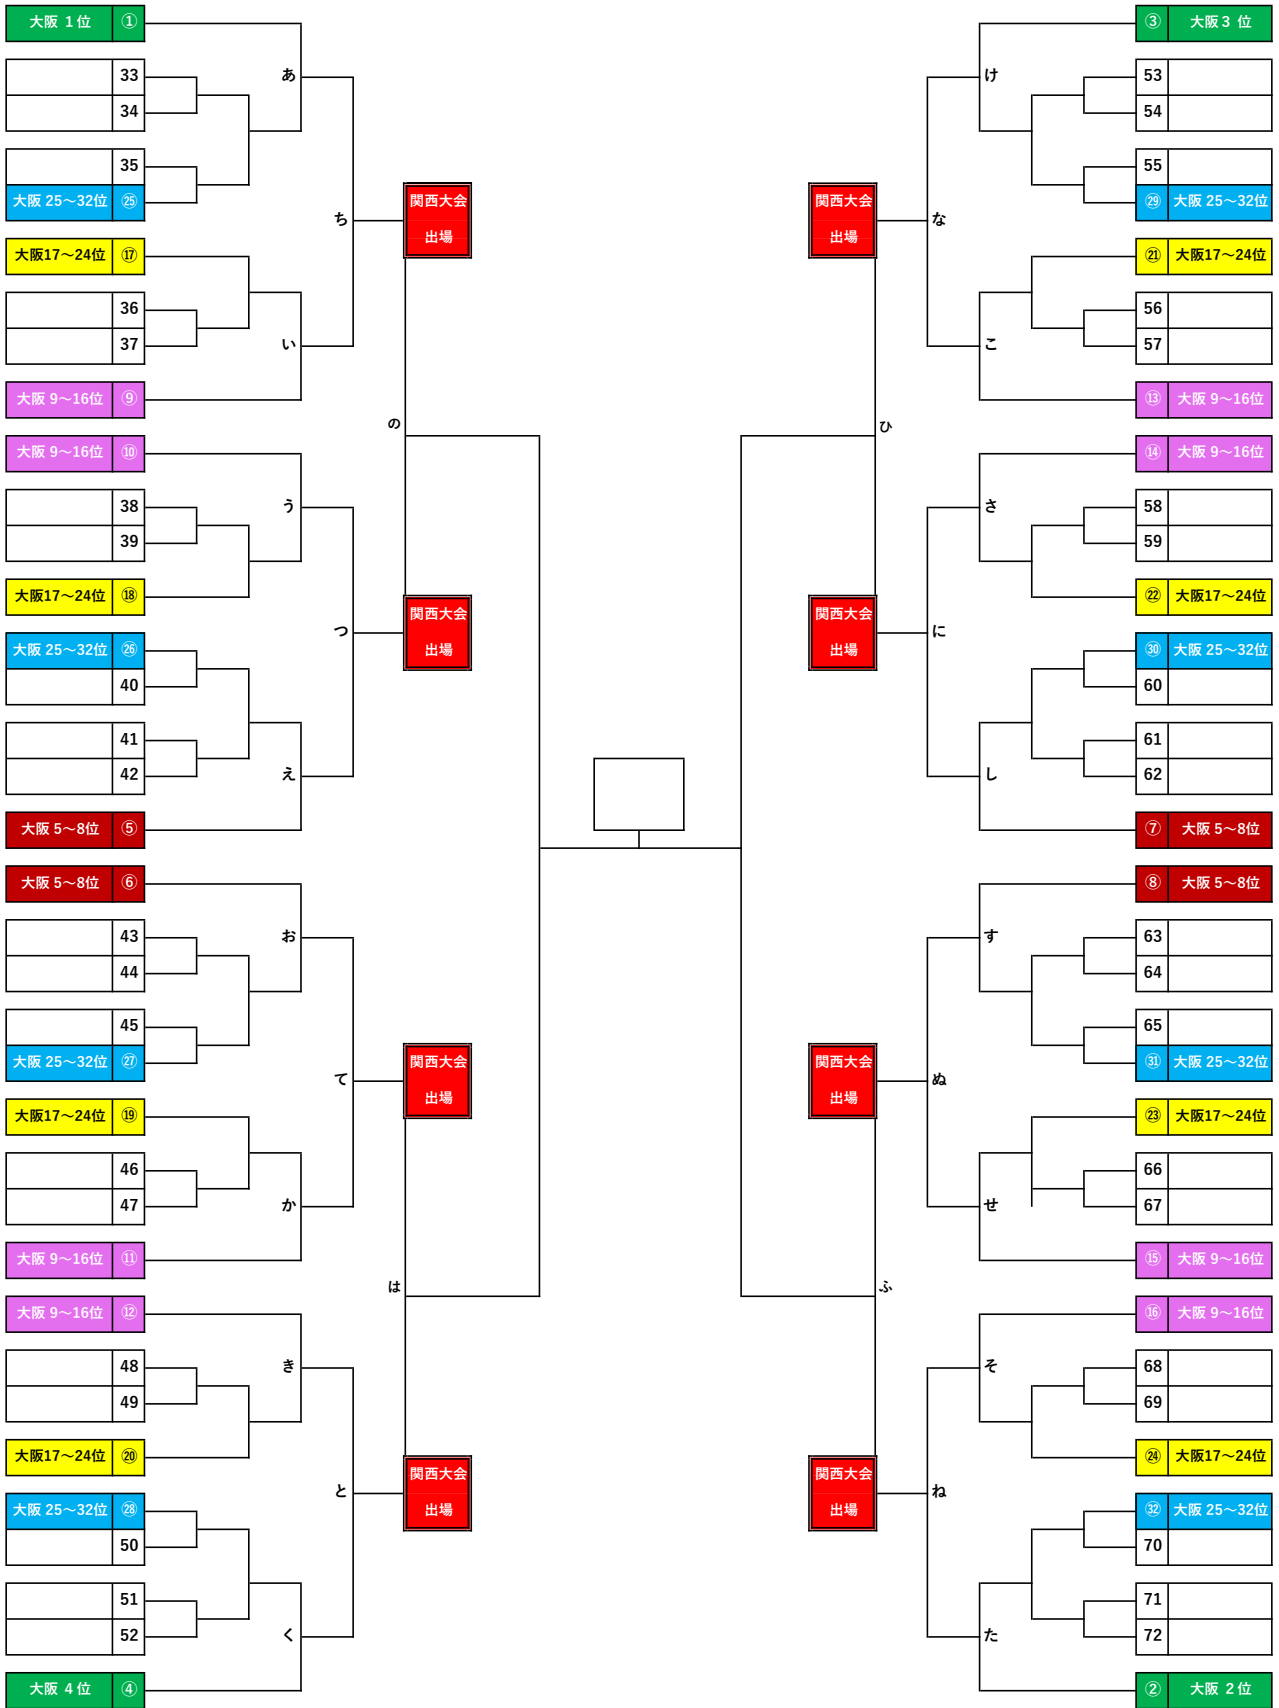 大阪 1 位 ①
33
34
35
大阪 25～32位 ㉕
大阪17～24位 ⑰
36
37
大阪 9～16位 ⑨
大阪 9～16位 ⑩
38
39
大阪17～24位 ⑱
大阪 25～32位 ㉖
40
41
42
大阪 5～8位 ⑤
大阪 5～8位 ⑥
43
44
45
大阪 25～32位 ㉗
大阪17～24位 ⑲
46
47
大阪 9～16位 ⑪
大阪 9～16位 ⑫
48
49
大阪17～24位 ⑳
大阪 25～32位 ㉘
50
51
52
大阪 4 位 ④
あ
い
う
え
お
か
き
く
ち
つ
て
と
関西大会
出場
関西大会
出場
関西大会
出場
関西大会
出場
の
は
ひ
ふ
関西大会
出場
関西大会
出場
関西大会
出場
関西大会
出場
な
に
ぬ
ね
け
こ
さ
し
す
せ
そ
た
③ 大阪 3 位
53
54
55
㉙ 大阪 25～32位
㉑ 大阪17～24位
56
57
⑬ 大阪 9～16位
⑭ 大阪 9～16位
58
59
㉒ 大阪17～24位
㉚ 大阪 25～32位
60
61
62
⑦ 大阪 5～8位
⑧ 大阪 5～8位
63
64
65
㉛ 大阪 25～32位
㉓ 大阪17～24位
66
67
⑮ 大阪 9～16位
⑯ 大阪 9～16位
68
69
㉔ 大阪17～24位
㉜ 大阪 25～32位
70
71
72
② 大阪 2 位